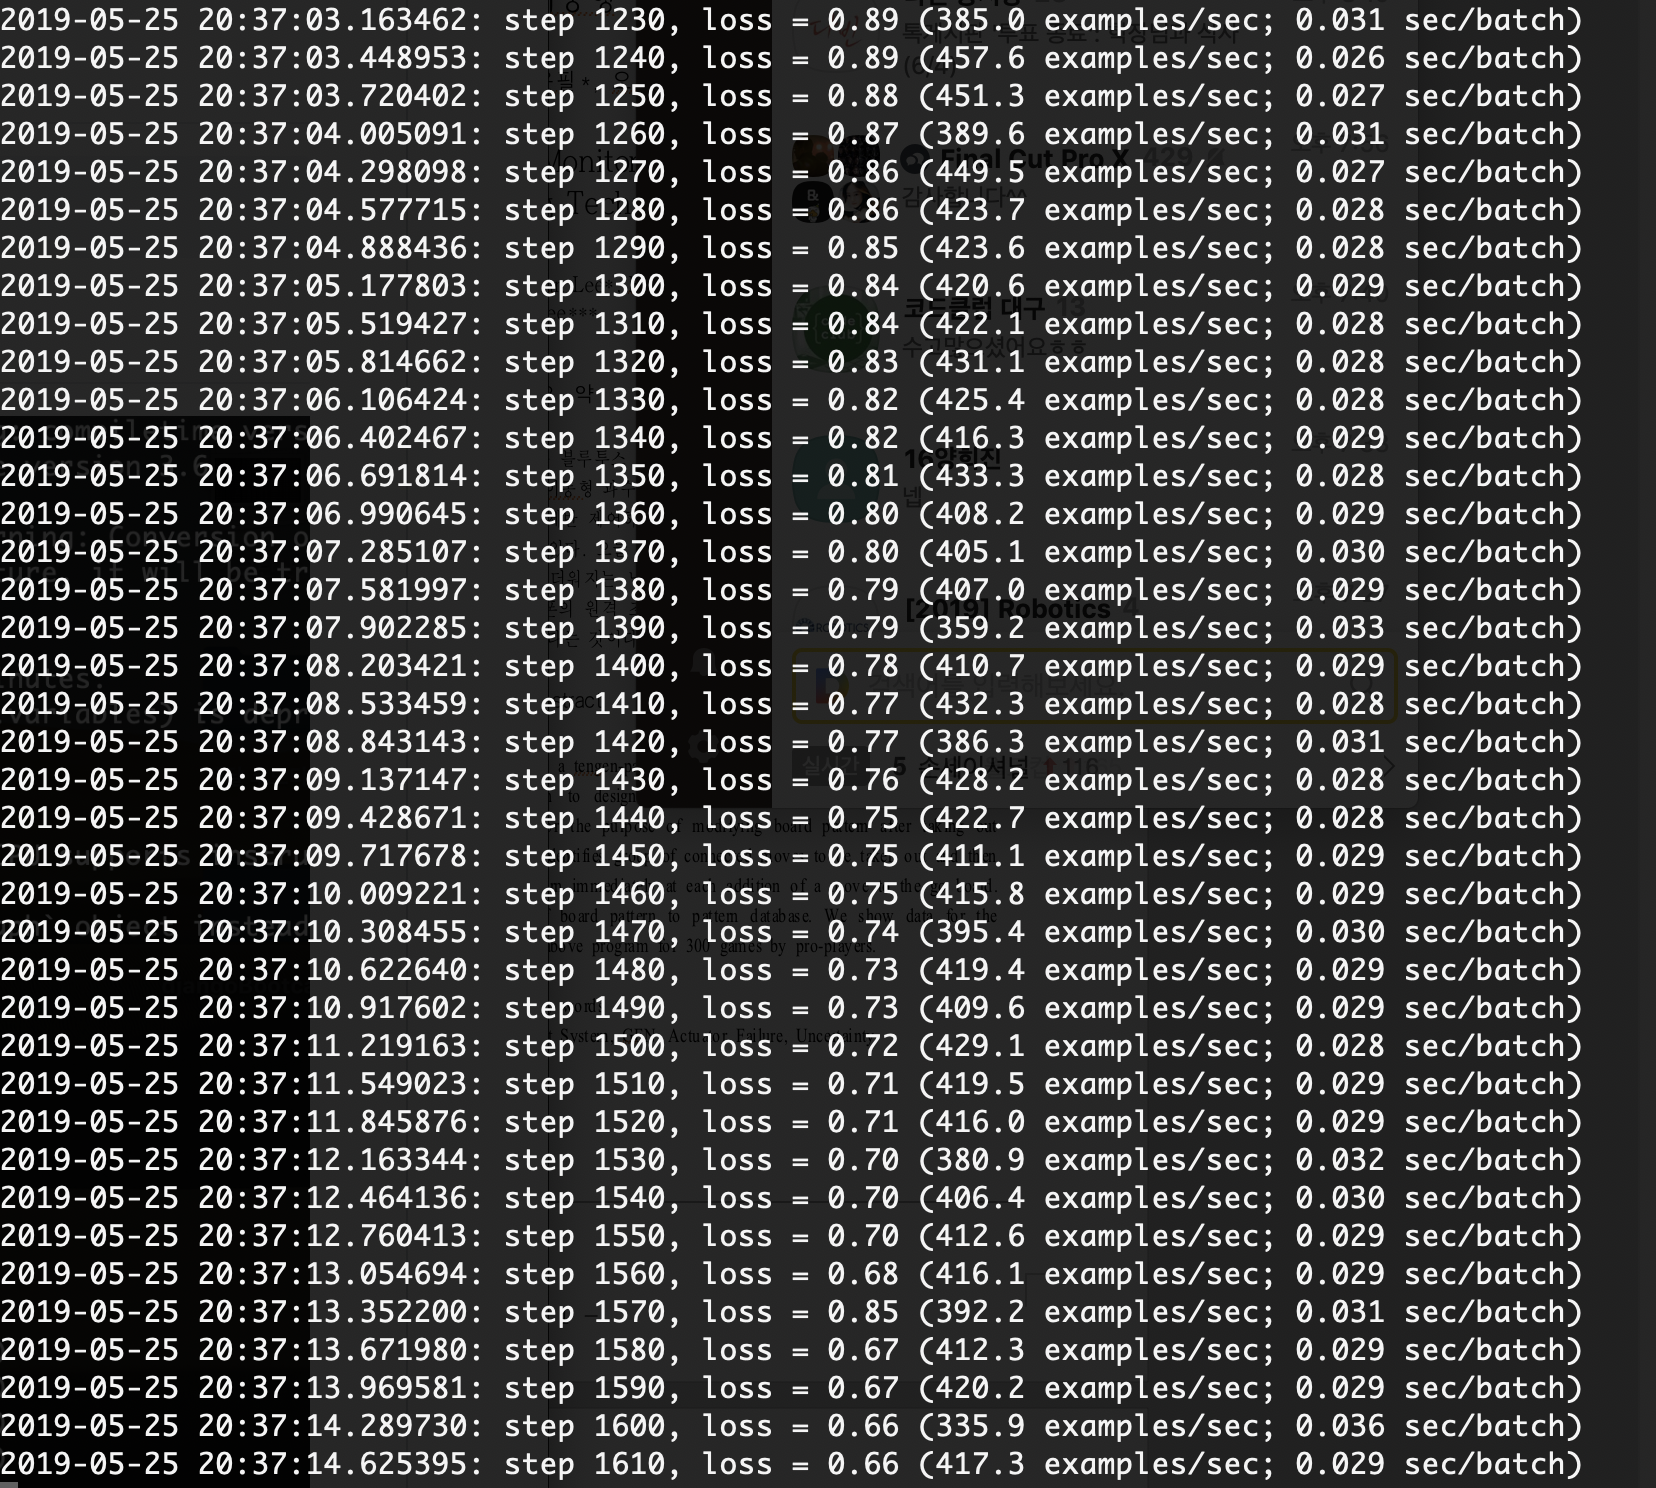 2019-05-25 20:37:03.163462: step 1230, loss = 0.89 (385.0 examples/sec; 0.031 sec/batch)
2019-05-25 20:37:03.448953: step 1240, loss = 0.89 (457.6 examples/sec; 0.026 sec/batch)
2019-05-25 20:37:03.720402: step 1250, loss = 0.88 (451.3 examples/sec; 0.027 sec/batch)
2019-05-25 20:37:04.005091: step 1260, loss = 0.87 (389.6 examples/sec; 0.031 sec/batch)
2019-05-25 20:37:04.298098: step 1270, loss = 0.86 (449.5 examples/sec; 0.027 sec/batch)
2019-05-25 20:37:04.577715: step 1280, loss = 0.86 (423.7 examples/sec; 0.028 sec/batch)
2019-05-25 20:37:04.888436: step 1290, loss = 0.85 (423.6 examples/sec; 0.028 sec/batch)
2019-05-25 20:37:05.177803: step 1300, loss = 0.84 (420.6 examples/sec; 0.029 sec/batch)
2019-05-25 20:37:05.519427: step 1310, loss = 0.84 (422.1 examples/sec; 0.028 sec/batch)
2019-05-25 20:37:05.814662: step 1320, loss = 0.83 (431.1 examples/sec; 0.028 sec/batch)
2019-05-25 20:37:06.106424: step 1330, loss = 0.82 (425.4 examples/sec; 0.028 sec/batch)
2019-05-25 20:37:06.402467: step 1340, loss = 0.82 (416.3 examples/sec; 0.029 sec/batch)
2019-05-25 20:37:06.691814: step 1350, loss = 0.81 (433.3 examples/sec; 0.028 sec/batch)
2019-05-25 20:37:06.990645: step 1360, loss = 0.80 (408.2 examples/sec; 0.029 sec/batch)
2019-05-25 20:37:07.285107: step 1370, loss = 0.80 (405.1 examples/sec; 0.030 sec/batch)
2019-05-25 20:37:07.581997: step 1380, loss = 0.79 (407.0 examples/sec; 0.029 sec/batch)
2019-05-25 20:37:07.902285: step 1390, loss = 0.79 (359.2 examples/sec; 0.033 sec/batch)
2019-05-25 20:37:08.203421: step 1400, loss = 0.78 (410.7 examples/sec; 0.029 sec/batch)
2019-05-25 20:37:08.533459: step 1410, loss = 0.77 (432.3 examples/sec; 0.028 sec/batch)
2019-05-25 20:37:08.843143: step 1420, loss = 0.77 (386.3 examples/sec; 0.031 sec/batch)
2019-05-25 20:37:09.137147: step 1430, loss = 0.76 (428.2 examples/sec; 0.028 sec/batch)
2019-05-25 20:37:09.428671: step 1440, loss = 0.75 (422.7 examples/sec; 0.028 sec/batch)
2019-05-25 20:37:09.717678: step 1450, loss = 0.75 (411.1 examples/sec; 0.029 sec/batch)
2019-05-25 20:37:10.009221: step 1460, loss = 0.75 (415.8 examples/sec; 0.029 sec/batch)
2019-05-25 20:37:10.308455: step 1470, loss = 0.74 (395.4 examples/sec; 0.030 sec/batch)
2019-05-25 20:37:10.622640: step 1480, loss = 0.73 (419.4 examples/sec; 0.029 sec/batch)
2019-05-25 20:37:10.917602: step 1490, loss = 0.73 (409.6 examples/sec; 0.029 sec/batch)
2019-05-25 20:37:11.219163: step 1500, loss = 0.72 (429.1 examples/sec; 0.028 sec/batch)
2019-05-25 20:37:11.549023: step 1510, loss = 0.71 (419.5 examples/sec; 0.029 sec/batch)
2019-05-25 20:37:11.845876: step 1520, loss = 0.71 (416.0 examples/sec; 0.029 sec/batch)
2019-05-25 20:37:12.163344: step 1530, loss = 0.70 (380.9 examples/sec; 0.032 sec/batch)
2019-05-25 20:37:12.464136: step 1540, loss = 0.70 (406.4 examples/sec; 0.030 sec/batch)
2019-05-25 20:37:12.760413: step 1550, loss = 0.70 (412.6 examples/sec; 0.029 sec/batch)
2019-05-25 20:37:13.054694: step 1560, loss = 0.68 (416.1 examples/sec; 0.029 sec/batch)
2019-05-25 20:37:13.352200: step 1570, loss = 0.85 (392.2 examples/sec; 0.031 sec/batch)
2019-05-25 20:37:13.671980: step 1580, loss = 0.67 (412.3 examples/sec; 0.029 sec/batch)
2019-05-25 20:37:13.969581: step 1590, loss = 0.67 (420.2 examples/sec; 0.029 sec/batch)
2019-05-25 20:37:14.289730: step 1600, loss = 0.66 (335.9 examples/sec; 0.036 sec/batch)
2019-05-25 20:37:14.625395: step 1610, loss = 0.66 (417.3 examples/sec; 0.029 sec/batch)
Final Cut Pro X 429
감사합니다^^
코드클럽 대구 13
[2019] Robotics 4